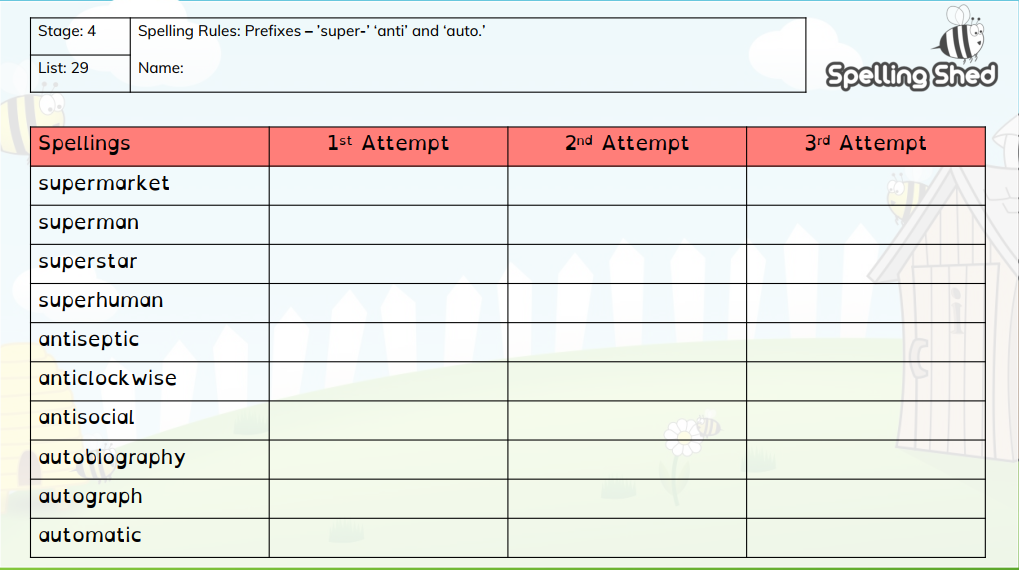 Stage: 4
Spelling Rules: Prefixes – 'super-' 'anti' and 'auto.'
List: 29
Name:
Spelling Shed
Spellings 1st Attempt 2nd Attempt 3rd Attempt
supermarket
superman
superstar
superhuman
antiseptic
anticlockwise
antisocial
autobiography
autograph
automatic